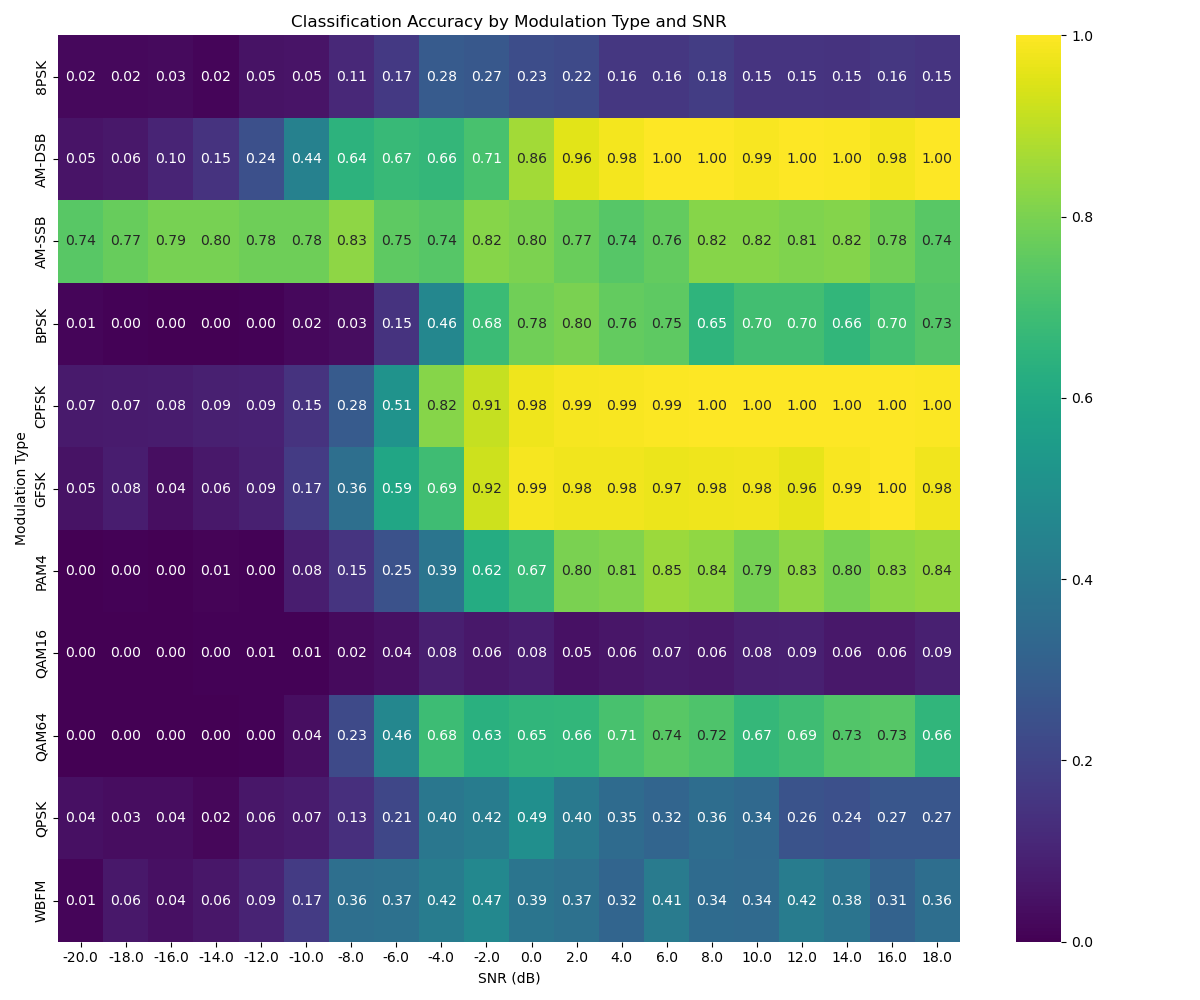 Classification Accuracy by Modulation Type and SNR
8PSK 0.02 0.02 0.03 0.02 0.05 0.05 0.11 0.17 0.28 0.27 0.23 0.22 0.16 0.16 0.18 0.15 0.15 0.15 0.16 0.15
AM-DSB 0.05 0.06 0.10 0.15 0.24 0.44 0.64 0.67 0.66 0.71 0.86 0.96 0.98 1.00 1.00 0.99 1.00 1.00 0.98 1.00
AM-SSB 0.74 0.77 0.79 0.80 0.78 0.78 0.83 0.75 0.74 0.82 0.80 0.77 0.74 0.76 0.82 0.82 0.81 0.82 0.78 0.74
BPSK 0.01 0.00 0.00 0.00 0.00 0.02 0.03 0.15 0.46 0.68 0.78 0.80 0.76 0.75 0.65 0.70 0.70 0.66 0.70 0.73
CPFSK 0.07 0.07 0.08 0.09 0.09 0.15 0.28 0.51 0.82 0.91 0.98 0.99 0.99 0.99 1.00 1.00 1.00 1.00 1.00 1.00
GFSK 0.05 0.08 0.04 0.06 0.09 0.17 0.36 0.59 0.69 0.92 0.99 0.98 0.98 0.97 0.98 0.98 0.96 0.99 1.00 0.98
PAM4 0.00 0.00 0.00 0.01 0.00 0.08 0.15 0.25 0.39 0.62 0.67 0.80 0.81 0.85 0.84 0.79 0.83 0.80 0.83 0.84
QAM16 0.00 0.00 0.00 0.00 0.01 0.01 0.02 0.04 0.08 0.06 0.08 0.05 0.06 0.07 0.06 0.08 0.09 0.06 0.06 0.09
QAM64 0.00 0.00 0.00 0.00 0.00 0.04 0.23 0.46 0.68 0.63 0.65 0.66 0.71 0.74 0.72 0.67 0.69 0.73 0.73 0.66
QPSK 0.04 0.03 0.04 0.02 0.06 0.07 0.13 0.21 0.40 0.42 0.49 0.40 0.35 0.32 0.36 0.34 0.26 0.24 0.27 0.27
WBFM 0.01 0.06 0.04 0.06 0.09 0.17 0.36 0.37 0.42 0.47 0.39 0.37 0.32 0.41 0.34 0.34 0.42 0.38 0.31 0.36
-20.0 -18.0 -16.0 -14.0 -12.0 -10.0 -8.0 -6.0 -4.0 -2.0 0.0 2.0 4.0 6.0 8.0 10.0 12.0 14.0 16.0 18.0
SNR (dB)
Modulation Type
1.0
0.8
0.6
0.4
0.2
0.0